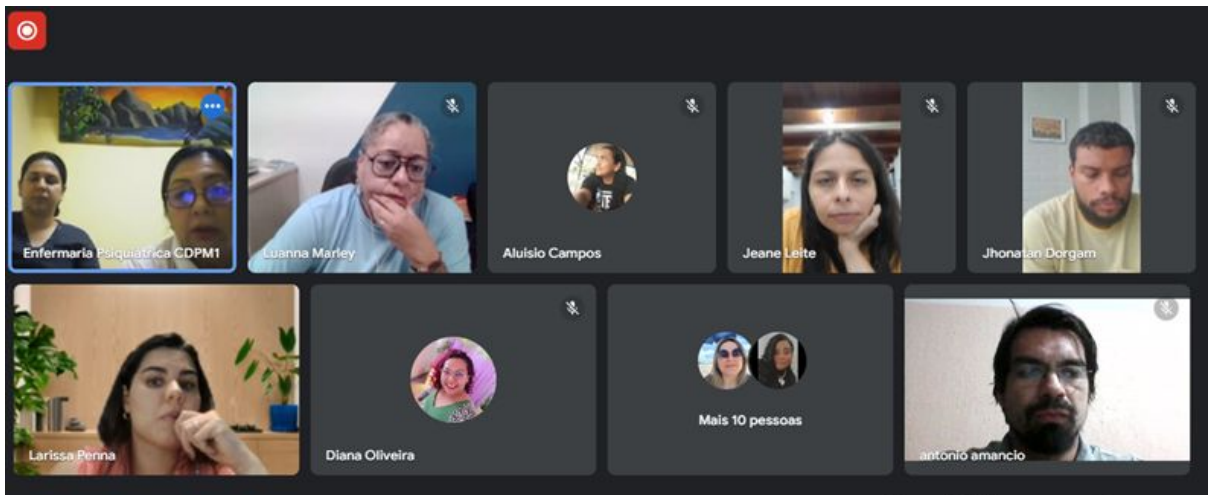 Enfermaria Psiquiátrica CDPM1
Luanna Marley
Aluisio Campos
Jeane Leite
Jhonatan Dorgam
Larissa Penna
Diana Oliveira
Mais 10 pessoas
antonio amancio